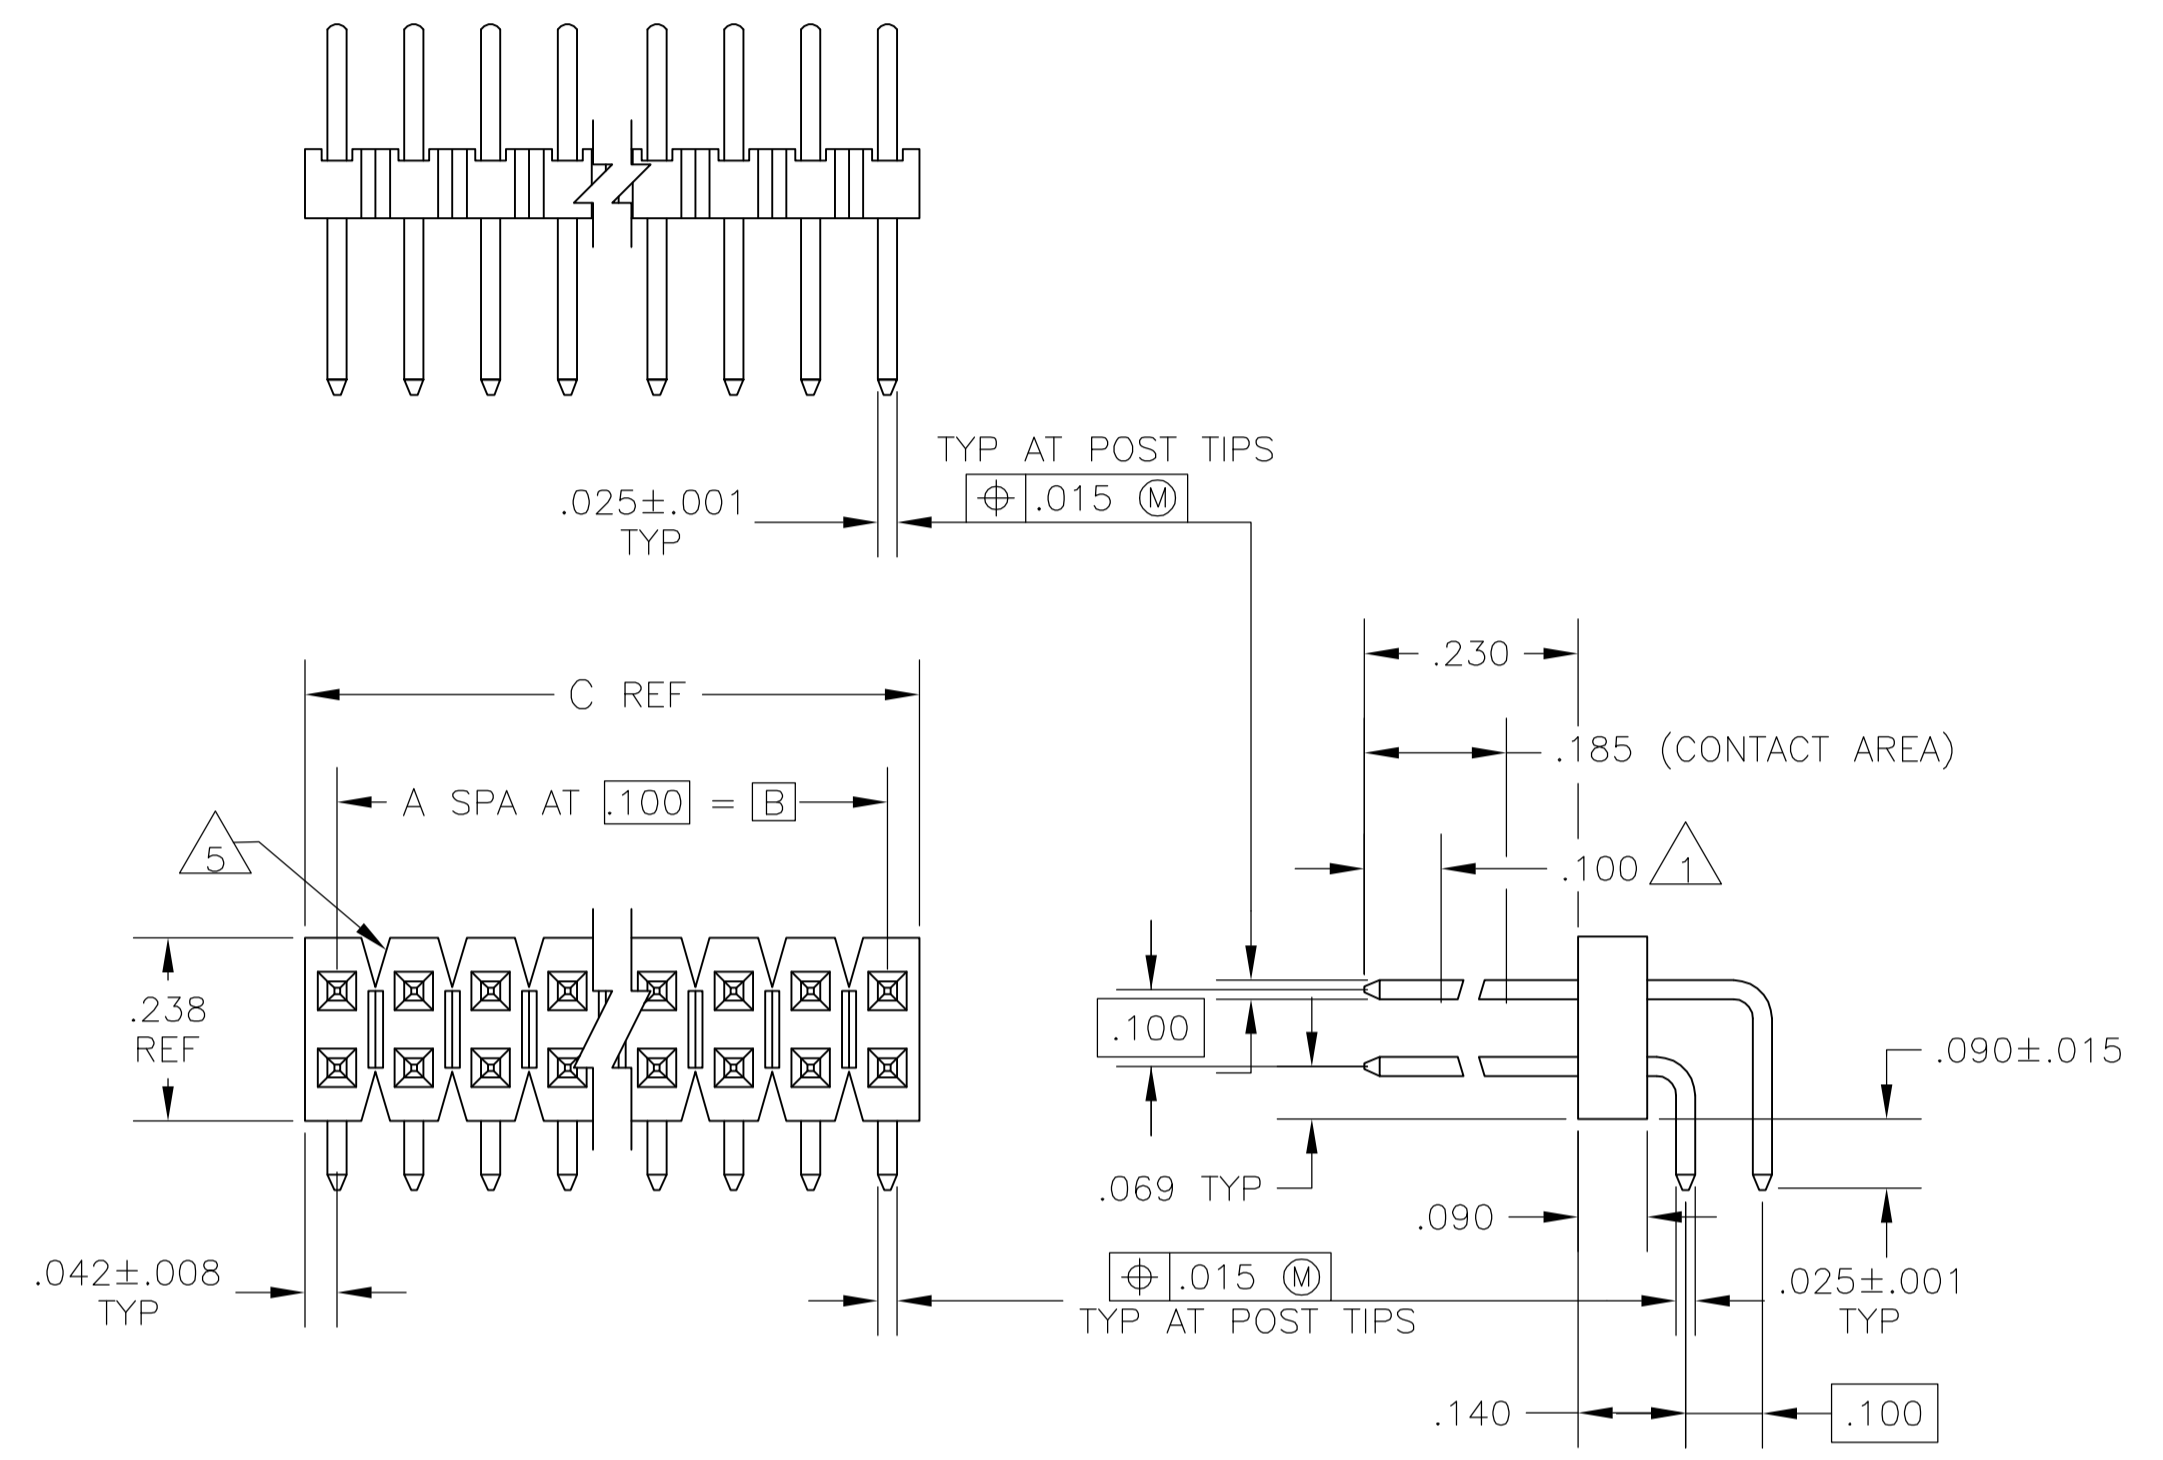 TYP AT POST TIPS
⌖ .015 Ⓜ
.025±.001
TYP
.230
C REF
.185 (CONTACT AREA)
A SPA AT .100 = B
5
.100 1
.238
REF
.100
.090±.015
.069 TYP
.090
.042±.008
TYP
⌖ .015 Ⓜ
TYP AT POST TIPS
.025±.001
TYP
.140
.100